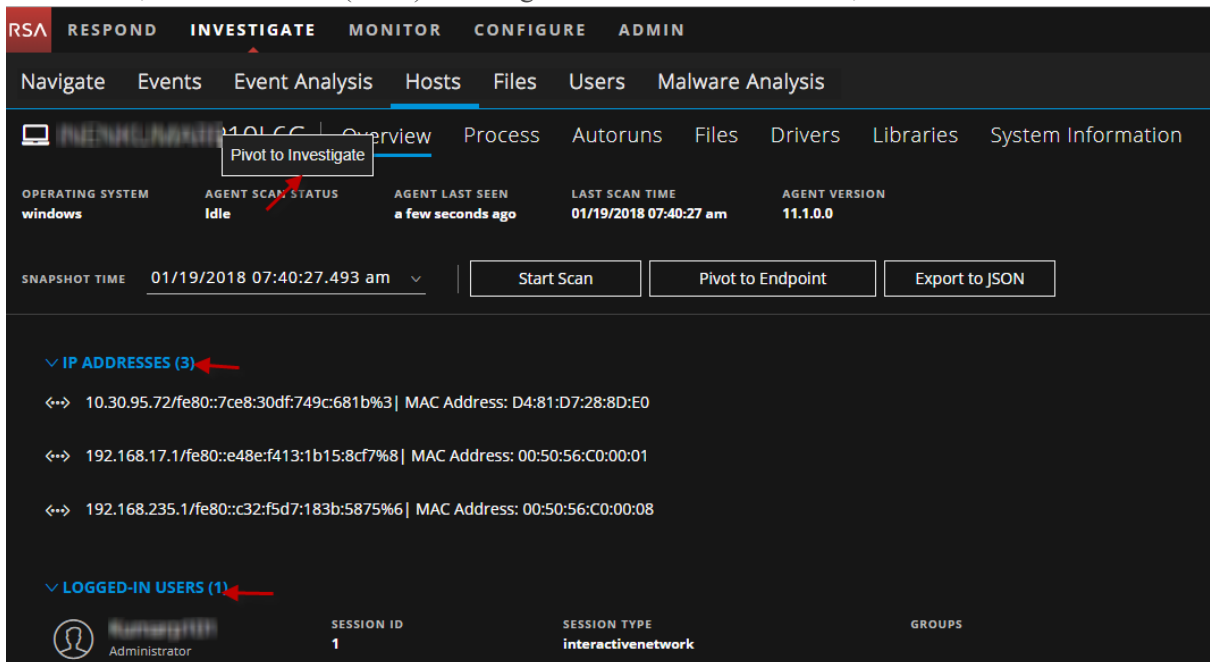 RSA RESPOND INVESTIGATE MONITOR CONFIGURE ADMIN
Navigate Events Event Analysis Hosts Files Users Malware Analysis
Overview Process Autoruns Files Drivers Libraries System Information
Pivot to Investigate
OPERATING SYSTEM AGENT SCAN STATUS AGENT LAST SEEN LAST SCAN TIME AGENT VERSION
windows Idle a few seconds ago 01/19/2018 07:40:27 am 11.1.0.0
SNAPSHOT TIME 01/19/2018 07:40:27.493 am Start Scan Pivot to Endpoint Export to JSON
IP ADDRESSES (3)
10.30.95.72/fe80::7ce8:30df:749c:681b%3| MAC Address: D4:81:D7:28:8D:E0
192.168.17.1/fe80::e48e:f413:1b15:8cf7%8| MAC Address: 00:50:56:C0:00:01
192.168.235.1/fe80::c32:f5d7:183b:5875%6| MAC Address: 00:50:56:C0:00:08
LOGGED-IN USERS (1)
SESSION ID SESSION TYPE GROUPS
Administrator 1 interactivenetwork